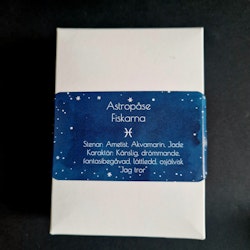 Astropåse
Fiskarna
♓
Stenar: Ametist, Akvamarin, Jade
Karaktär: Känslig, drömmande,
fantasibegåvad, lättledd, osjälvisk
"Jag tror"